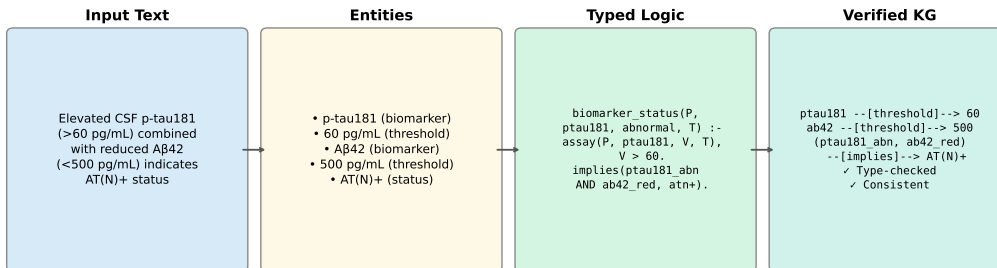 Input Text
Elevated CSF p-tau181
(>60 pg/mL) combined
with reduced Aβ42
(<500 pg/mL) indicates
AT(N)+ status
Entities
• p-tau181 (biomarker)
• 60 pg/mL (threshold)
• Aβ42 (biomarker)
• 500 pg/mL (threshold)
• AT(N)+ (status)
Typed Logic
biomarker_status(P,
ptau181, abnormal, T) :-
assay(P, ptau181, V, T),
V > 60.
implies(ptau181_abn
AND ab42_red, atn+).
Verified KG
ptau181 --[threshold]--> 60
ab42 --[threshold]--> 500
(ptau181_abn, ab42_red)
--[implies]--> AT(N)+
✓ Type-checked
✓ Consistent